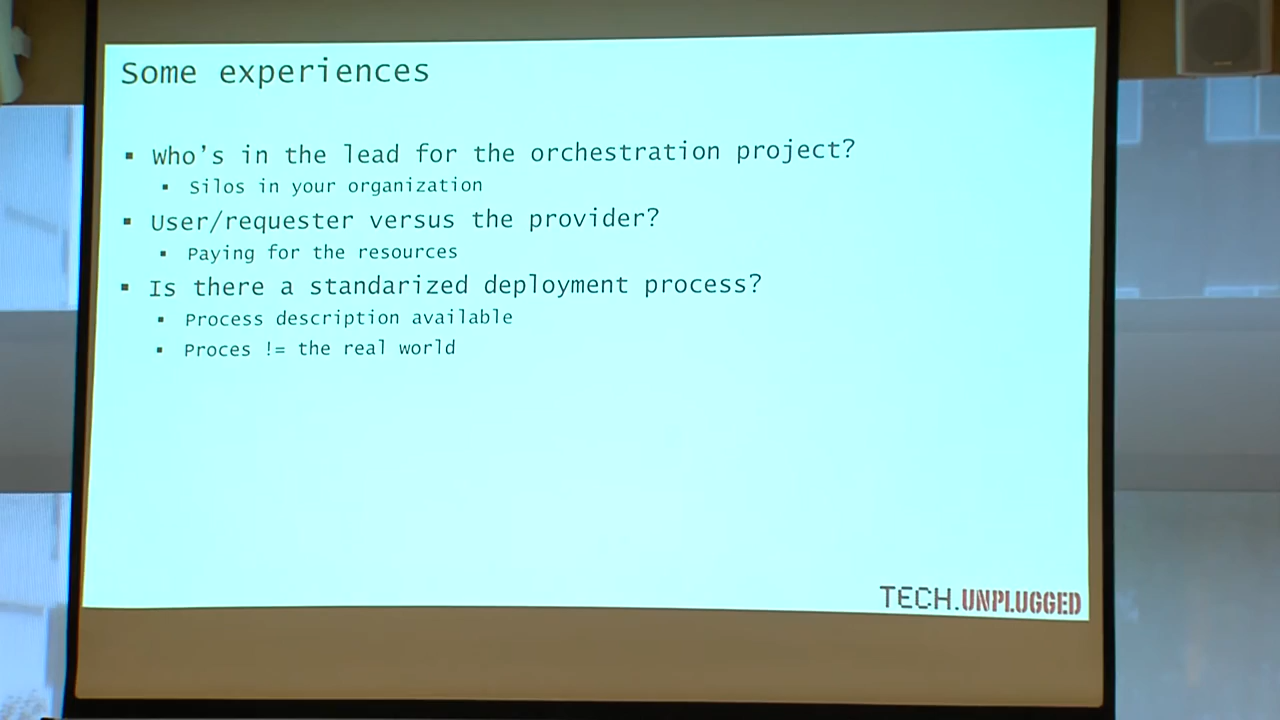 Some experiences
▪ Who's in the lead for the orchestration project?
▪ Silos in your organization
▪ User/requester versus the provider?
▪ Paying for the resources
▪ Is there a standarized deployment process?
▪ Process description available
▪ Proces != the real world
TECH.UNPLUGGED